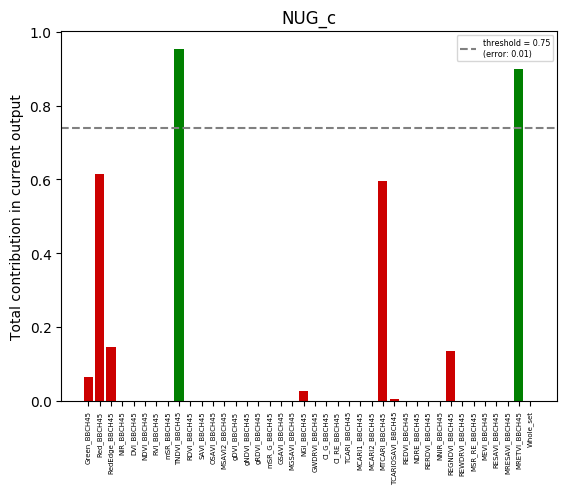 NUG_c
threshold = 0.75
(error: 0.01)
Total contribution in current output
1.0
0.8
0.6
0.4
0.2
0.0
Green_BBCH45
Red_BBCH45
RedEdge_BBCH45
NIR_BBCH45
DVI_BBCH45
NDVI_BBCH45
RVI_BBCH45
mSR_BBCH45
TNDVI_BBCH45
RDVI_BBCH45
SAVI_BBCH45
OSAVI_BBCH45
MSAVI2_BBCH45
gDVI_BBCH45
gNDVI_BBCH45
gRDVI_BBCH45
mSR_G_BBCH45
GSAVI_BBCH45
MGSAVI_BBCH45
NGI_BBCH45
GWDRVI_BBCH45
CI_G_BBCH45
CI_RE_BBCH45
TCARI_BBCH45
MCARI1_BBCH45
MCARI2_BBCH45
MTCARI_BBCH45
TCARIOSAVI_BBCH45
REDVI_BBCH45
NDRE_BBCH45
RERDVI_BBCH45
NNIR_BBCH45
REGNDVI_BBCH45
REWDRVI_BBCH45
MSR_RE_BBCH45
MEVI_BBCH45
RESAVI_BBCH45
MRESAVI_BBCH45
MRETVI_BBCH45
Whole_set